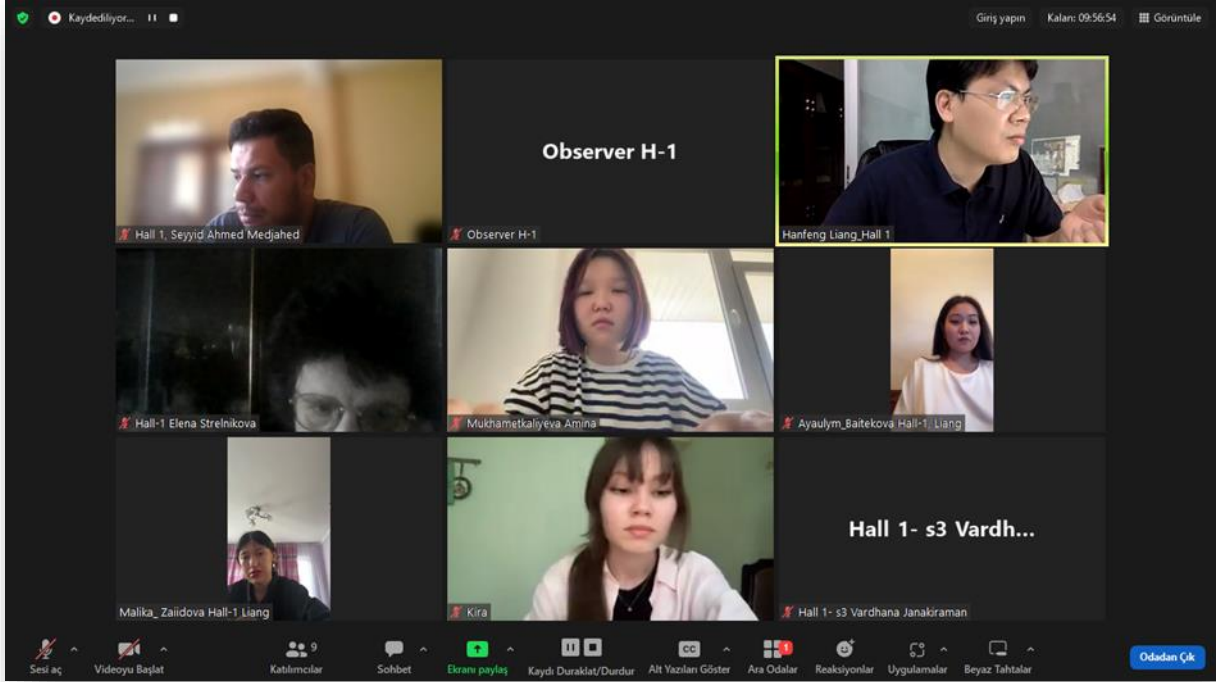 Kaydediliyor...
Giriş yapın
Kalan: 09:56:54
Görüntüle
Hall 1, Seyyid Ahmed Medjahed
Observer H-1
Observer H-1
Hanfeng Liang_Hall 1
Hall-1 Elena Strelnikova
Mukhametkaliyeva Amina
Ayaulym_Baitekova Hall-1, Liang
Malika_ Zaiidova Hall-1 Liang
Kira
Hall 1- s3 Vardh...
Hall 1- s3 Vardhana Janakiraman
Sesi aç
Videoyu Başlat
9
Katılımcılar
Sohbet
Ekranı paylaş
Kaydı Duraklat/Durdur
CC
Alt Yazıları Göster
1
Ara Odalar
Reaksiyonlar
Uygulamalar
Beyaz Tahtalar
Odadan Çık